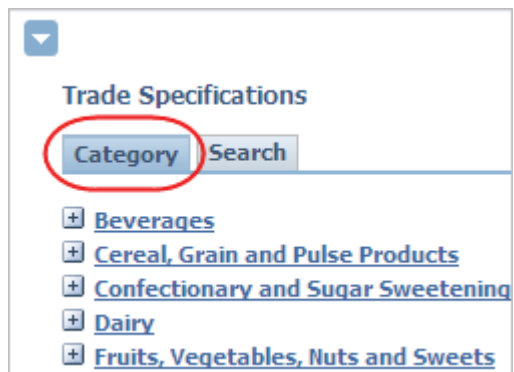 Trade Specifications
Category Search
Beverages
Cereal, Grain and Pulse Products
Confectionary and Sugar Sweetening
Dairy
Fruits, Vegetables, Nuts and Sweets